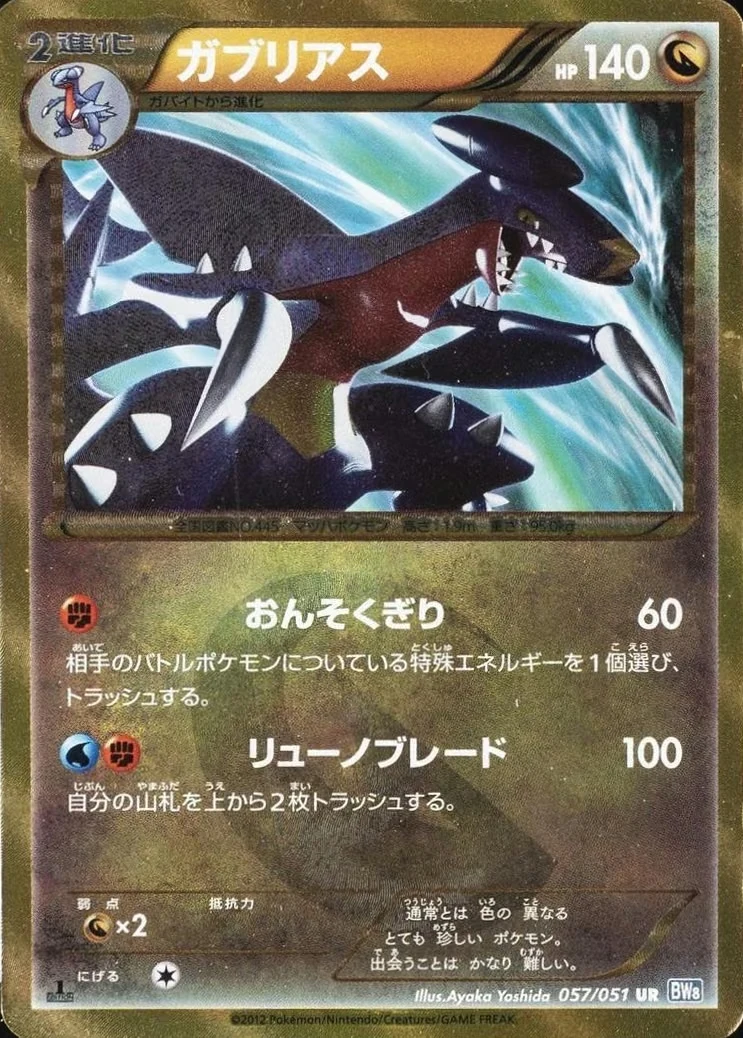 2進化 ガブリアス HP140
ガバイトから進化
全国図鑑NO.445 マッハポケモン 高さ:1.9m 重さ:95.0kg
おんそくぎり 60
相手のバトルポケモンについている特殊エネルギーを1個選び、
トラッシュする。
リューノブレード 100
自分の山札を上から2枚トラッシュする。
弱点 抵抗力
×2
にげる
通常とは 色の 異なる
とても 珍しい ポケモン。
出会うことは かなり 難しい。
Illus.Ayaka Yoshida 057/051 UR BW8
©2012 Pokémon/Nintendo/Creatures/GAME FREAK.